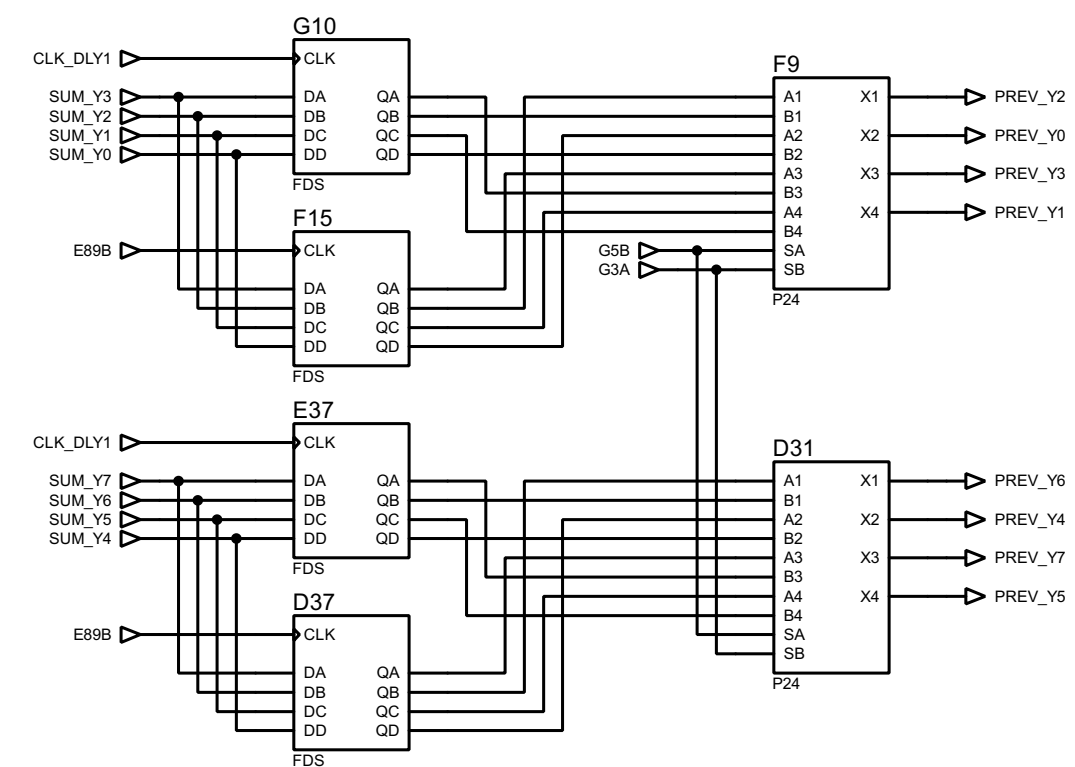 G10
CLK_DLY1 CLK
SUM_Y3 DA QA
SUM_Y2 DB QB
SUM_Y1 DC QC
SUM_Y0 DD QD
FDS
F15
E89B CLK
DA QA
DB QB
DC QC
DD QD
FDS
F9
A1 X1 PREV_Y2
B1
A2 X2 PREV_Y0
B2
A3 X3 PREV_Y3
B3
A4 X4 PREV_Y1
B4
G5B SA
G3A SB
P24
E37
CLK_DLY1 CLK
SUM_Y7 DA QA
SUM_Y6 DB QB
SUM_Y5 DC QC
SUM_Y4 DD QD
FDS
D37
E89B CLK
DA QA
DB QB
DC QC
DD QD
FDS
D31
A1 X1 PREV_Y6
B1
A2 X2 PREV_Y4
B2
A3 X3 PREV_Y7
B3
A4 X4 PREV_Y5
B4
SA
SB
P24